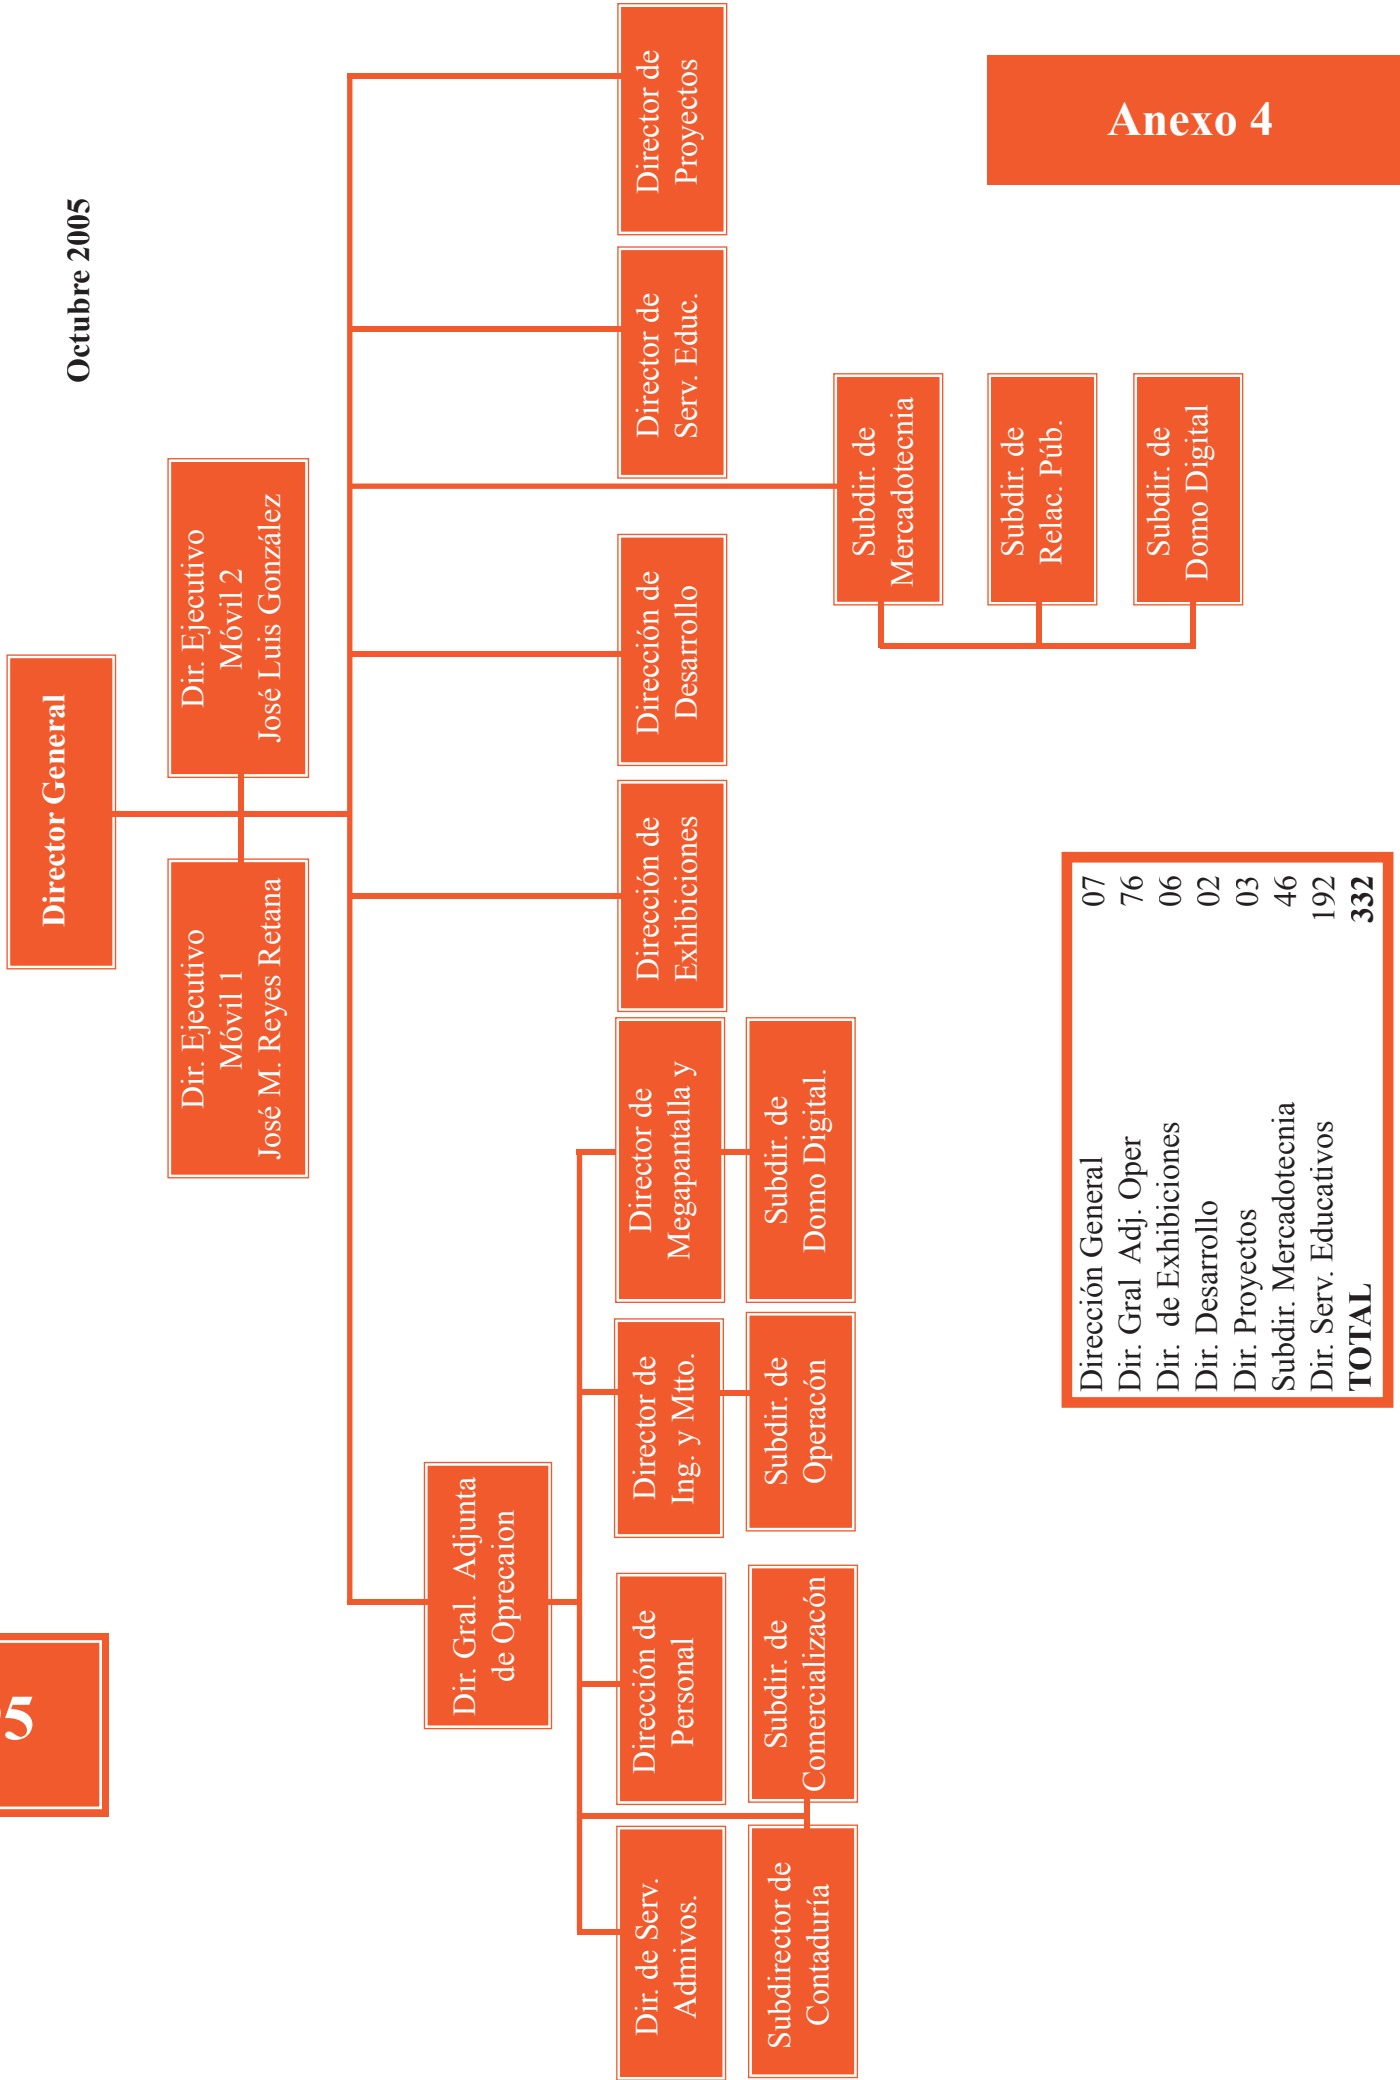 5
Octubre 2005
Director General
Dir. Ejecutivo
Móvil 1
José M. Reyes Retana
Dir. Ejecutivo
Móvil 2
José Luis González
Dir. Gral. Adjunta
de Oprecaion
Dir. de Serv.
Admivos.
Dirección de
Personal
Director de
Ing. y Mtto.
Director de
Megapantalla y
Dirección de
Exhibiciones
Dirección de
Desarrollo
Director de
Serv. Educ.
Director de
Proyectos
Subdirector de
Contaduría
Subdir. de
Comercializacón
Subdir. de
Operacón
Subdir. de
Domo Digital.
Subdir. de
Mercadotecnia
Subdir. de
Relac. Púb.
Subdir. de
Domo Digital
Dirección General 07
Dir. Gral Adj. Oper 76
Dir. de Exhibiciones 06
Dir. Desarrollo 02
Dir. Proyectos 03
Subdir. Mercadotecnia 46
Dir. Serv. Educativos 192
TOTAL 332
Anexo 4